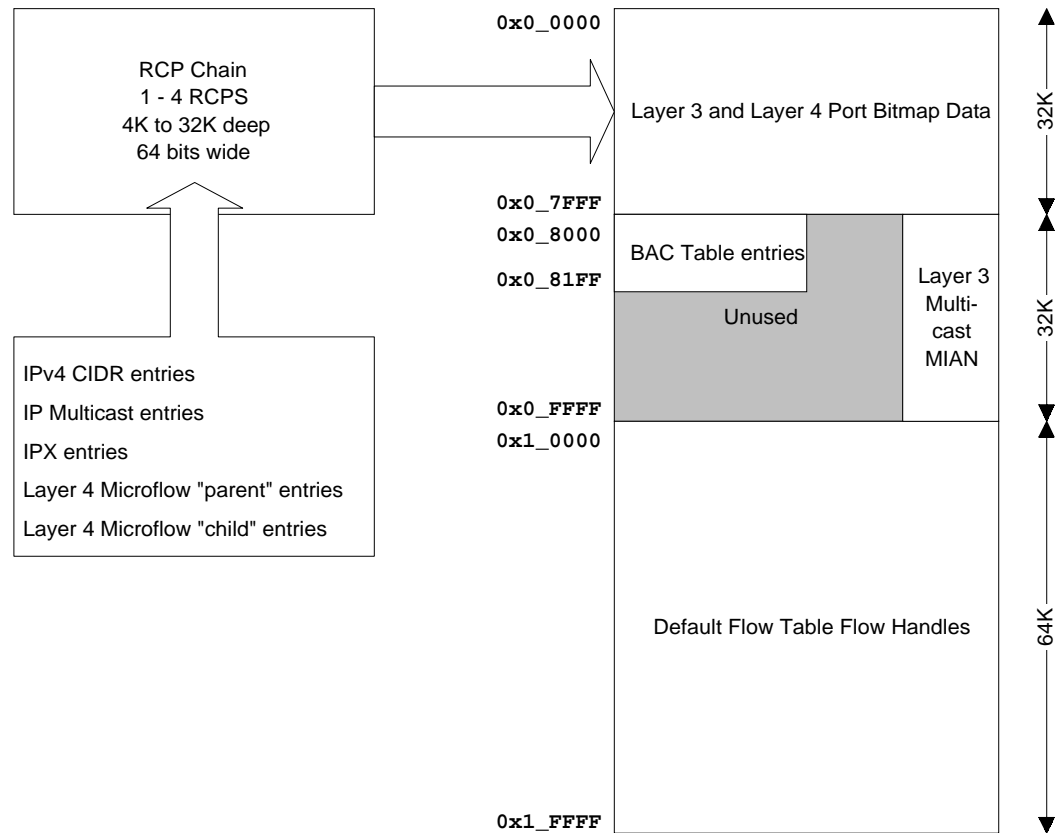 RCP Chain
1 - 4 RCPS
4K to 32K deep
64 bits wide
IPv4 CIDR entries
IP Multicast entries
IPX entries
Layer 4 Microflow "parent" entries
Layer 4 Microflow "child" entries
0x0_0000
Layer 3 and Layer 4 Port Bitmap Data
32K
0x0_7FFF
0x0_8000
BAC Table entries
0x0_81FF
Unused
Layer 3
Multi-
cast
MIAN
32K
0x0_FFFF
0x1_0000
Default Flow Table Flow Handles
64K
0x1_FFFF